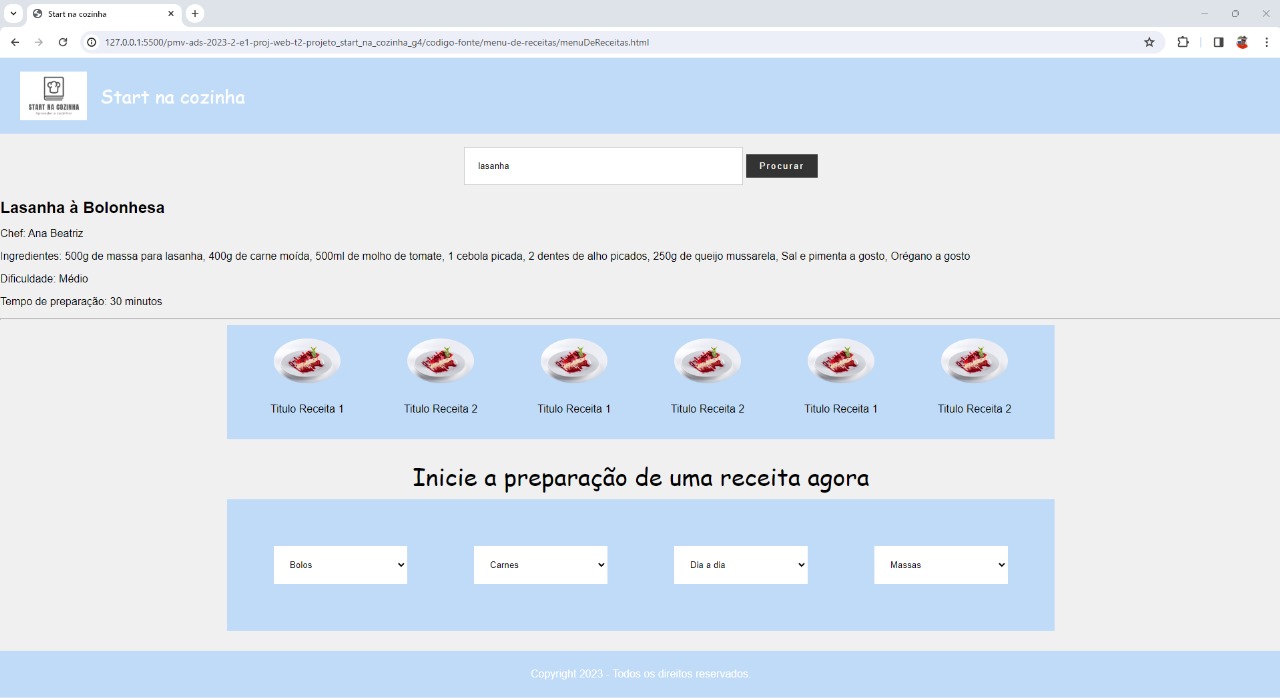 Start na cozinha
127.0.0.1:5500/pmv-ads-2023-2-e1-proj-web-t2-projeto_start_na_cozinha_g4/codigo-fonte/menu-de-receitas/menuDeReceitas.html
START NA COZINHA
Start na cozinha
lasanha Procurar
Lasanha à Bolonhesa
Chef: Ana Beatriz
Ingredientes: 500g de massa para lasanha, 400g de carne moída, 500ml de molho de tomate, 1 cebola picada, 2 dentes de alho picados, 250g de queijo mussarela, Sal e pimenta a gosto, Orégano a gosto
Dificuldade: Médio
Tempo de preparação: 30 minutos
Titulo Receita 1 Titulo Receita 2 Titulo Receita 1 Titulo Receita 2 Titulo Receita 1 Titulo Receita 2
Inicie a preparação de uma receita agora
Bolos Carnes Dia a dia Massas
Copyright 2023 - Todos os direitos reservados.